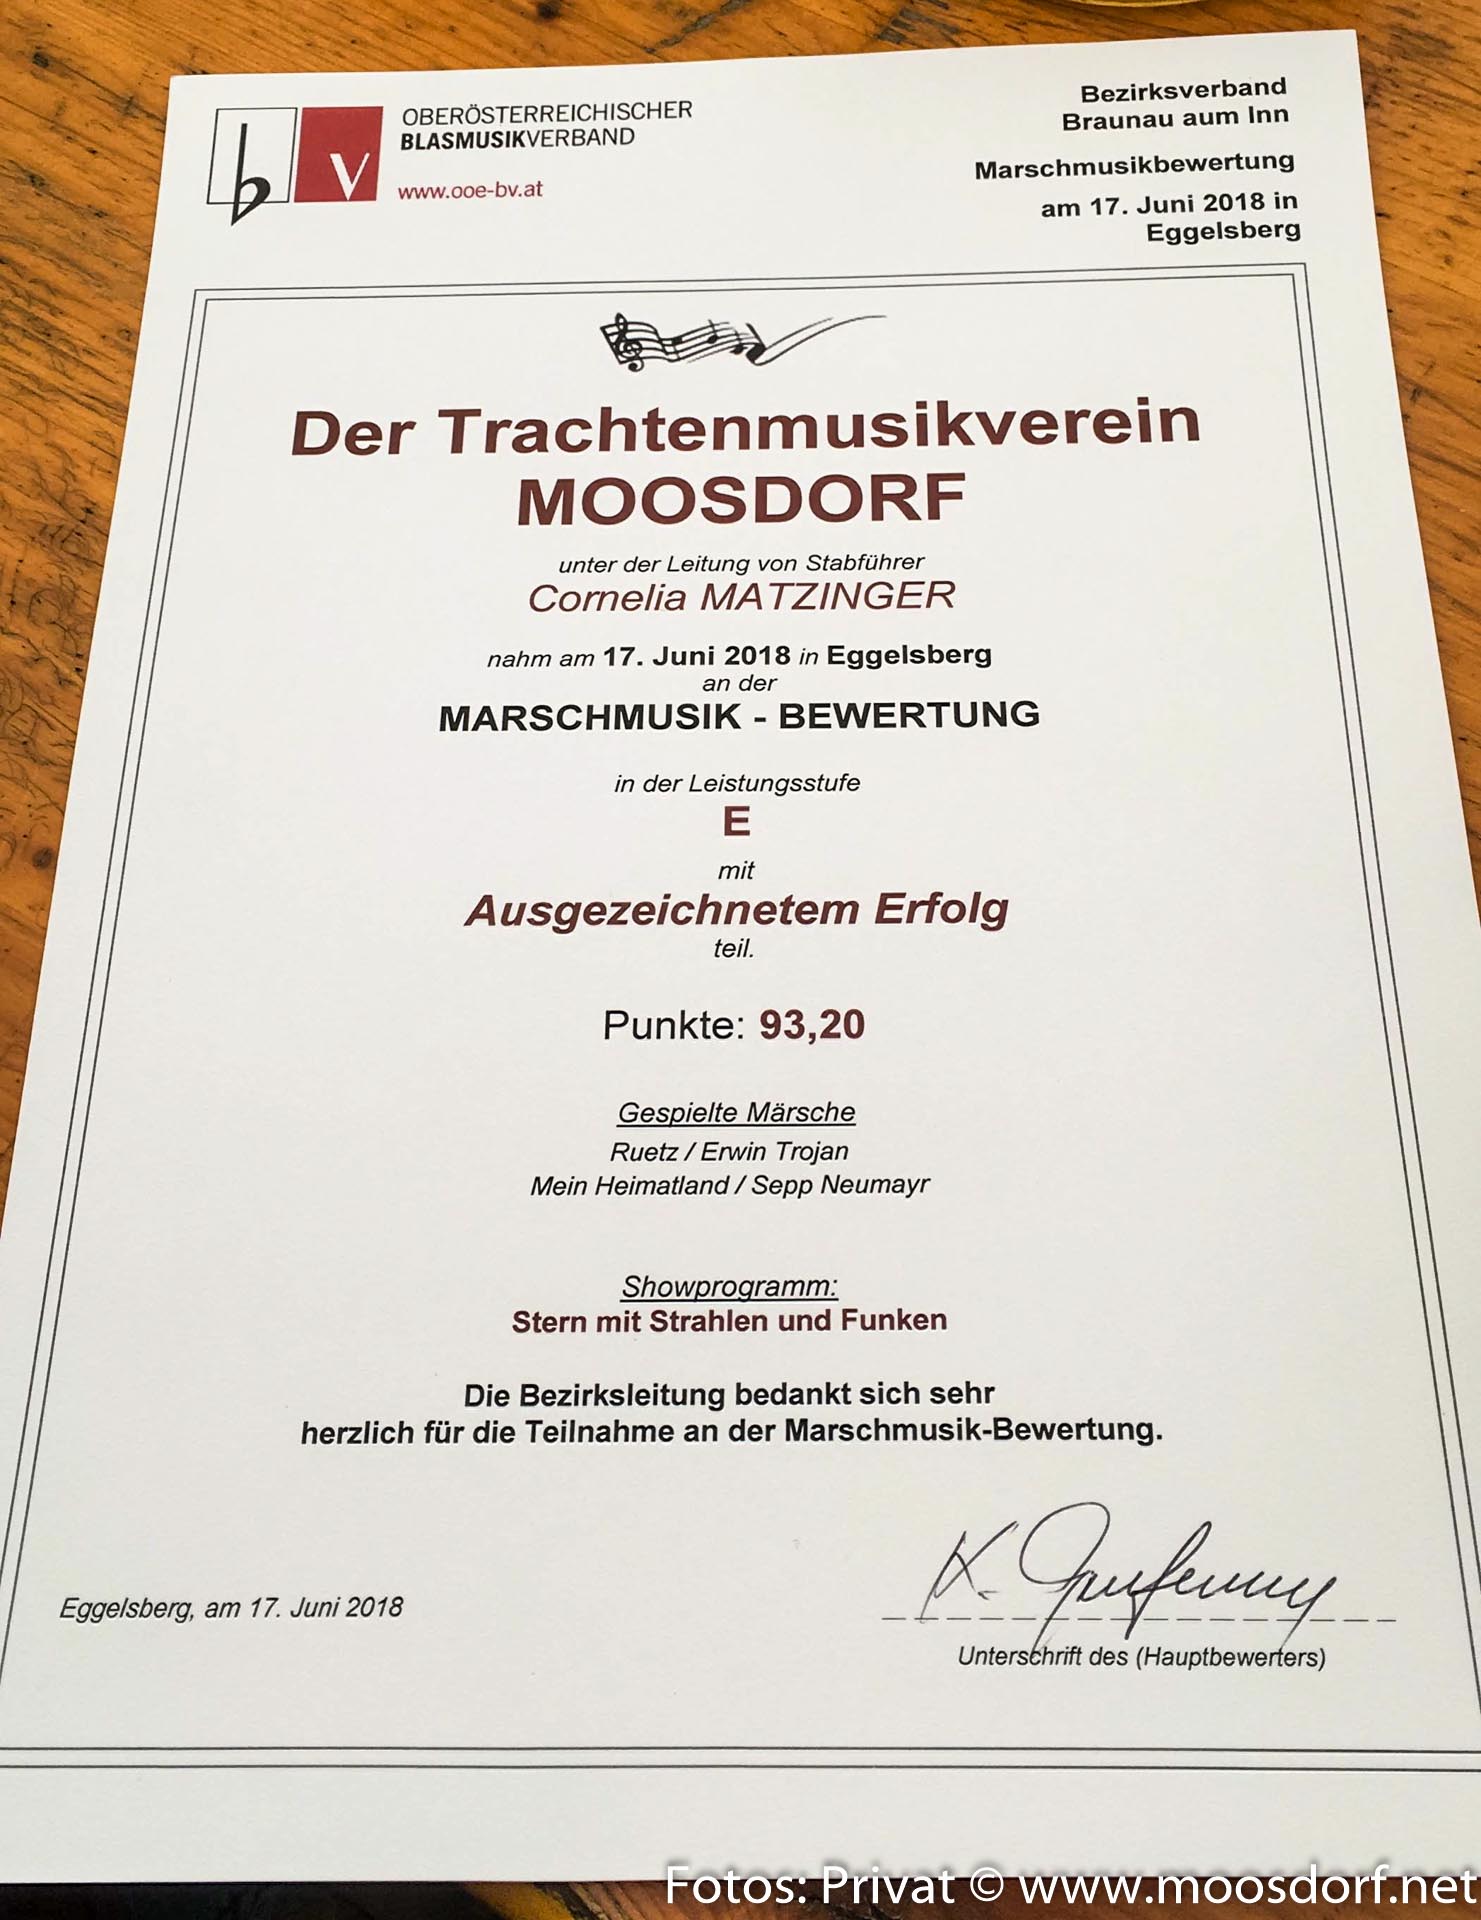 OBERÖSTERREICHISCHER
BLASMUSIKVERBAND
www.ooe-bv.at
Bezirksverband
Braunau aum Inn
Marschmusikbewertung
am 17. Juni 2018 in
Eggelsberg
Der Trachtenmusikverein
MOOSDORF
unter der Leitung von Stabführer
Cornelia MATZINGER
nahm am 17. Juni 2018 in Eggelsberg
an der
MARSCHMUSIK - BEWERTUNG
in der Leistungsstufe
E
mit
Ausgezeichnetem Erfolg
teil.
Punkte: 93,20
Gespielte Märsche
Ruetz / Erwin Trojan
Mein Heimatland / Sepp Neumayr
Showprogramm:
Stern mit Strahlen und Funken
Die Bezirksleitung bedankt sich sehr
herzlich für die Teilnahme an der Marschmusik-Bewertung.
K.
Eggelsberg, am 17. Juni 2018
Unterschrift des (Hauptbewerters)
Fotos: Privat © www.moosdorf.net